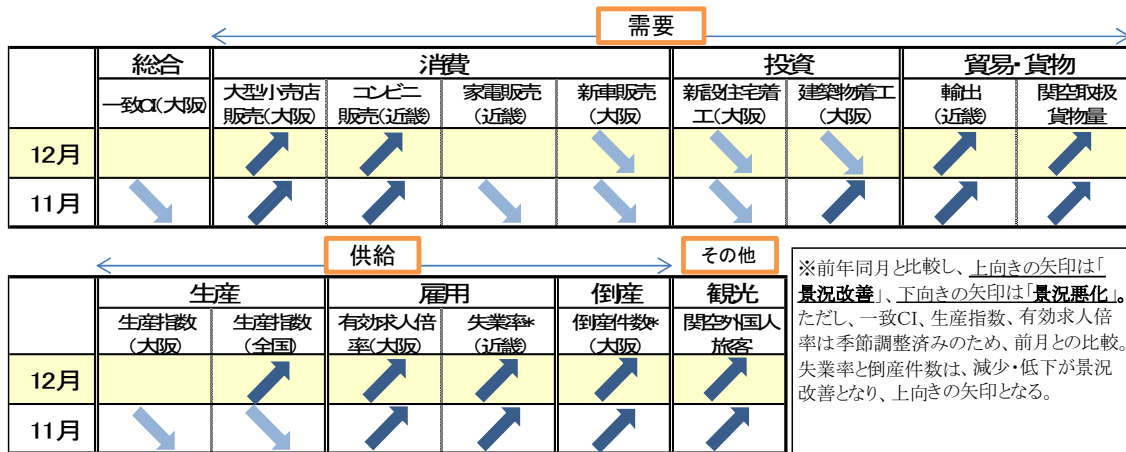 需要
総合 消費 投資 貿易・貨物
一致CI(大阪) 大型小売店 コンビニ 家電販売 新車販売 新設住宅着 建築物着工 輸出 関空取扱
販売(大阪) 販売(近畿) (近畿) (大阪) 工(大阪) (大阪) (近畿) 貨物量
12月
11月
供給 その他
生産 雇用 倒産 観光
生産指数 生産指数 有効求人倍 失業率* 倒産件数* 関空外国人
(大阪) (全国) 率(大阪) (近畿) (大阪) 旅客
12月
11月
※前年同月と比較し、上向きの矢印は「
景況改善」、下向きの矢印は「景況悪化」。
ただし、一致CI、生産指数、有効求人倍
率は季節調整済みのため、前月との比較。
失業率と倒産件数は、減少・低下が景況
改善となり、上向きの矢印となる。